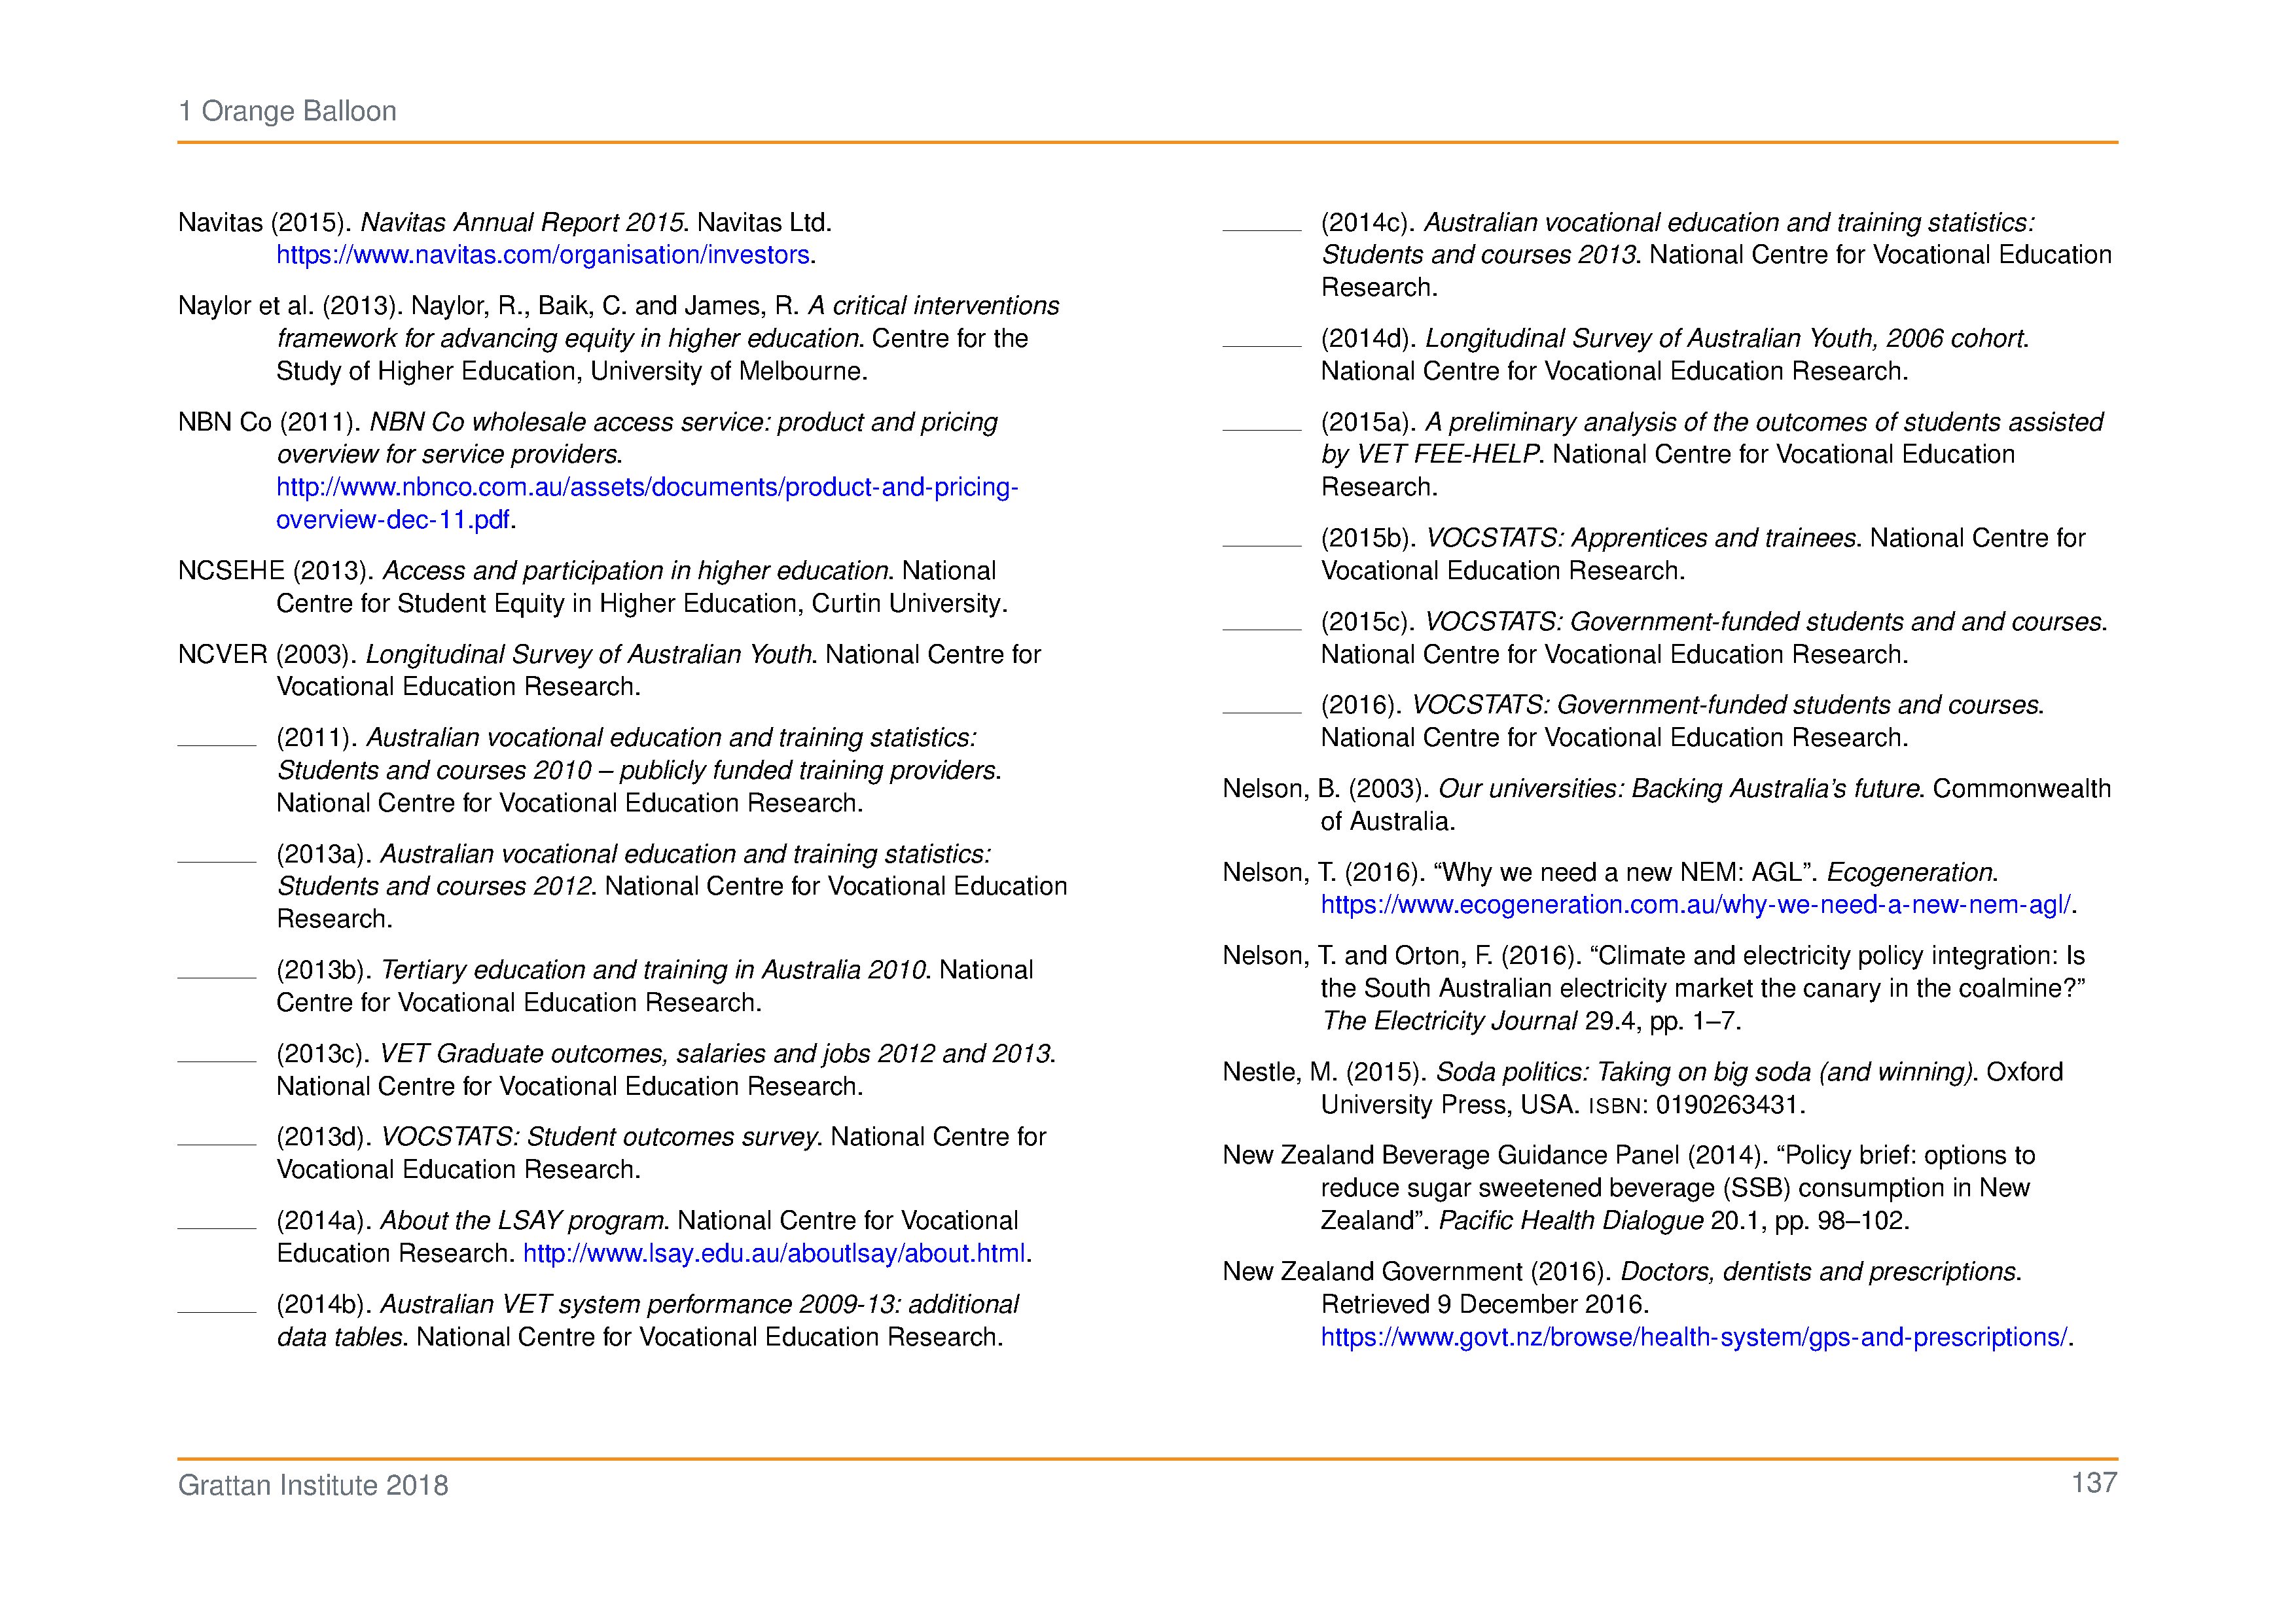 1 Orange Balloon
Navitas (2015). Navitas Annual Report 2015. Navitas Ltd.
https://www.navitas.com/organisation/investors.
Naylor et al. (2013). Naylor, R., Baik, C. and James, R. A critical interventions
framework for advancing equity in higher education. Centre for the
Study of Higher Education, University of Melbourne.
NBN Co (2011). NBN Co wholesale access service: product and pricing
overview for service providers.
http://www.nbnco.com.au/assets/documents/product-and-pricing-
overview-dec-11.pdf.
NCSEHE (2013). Access and participation in higher education. National
Centre for Student Equity in Higher Education, Curtin University.
NCVER (2003). Longitudinal Survey of Australian Youth. National Centre for
Vocational Education Research.
(2011). Australian vocational education and training statistics:
Students and courses 2010 – publicly funded training providers.
National Centre for Vocational Education Research.
(2013a). Australian vocational education and training statistics:
Students and courses 2012. National Centre for Vocational Education
Research.
(2013b). Tertiary education and training in Australia 2010. National
Centre for Vocational Education Research.
(2013c). VET Graduate outcomes, salaries and jobs 2012 and 2013.
National Centre for Vocational Education Research.
(2013d). VOCSTATS: Student outcomes survey. National Centre for
Vocational Education Research.
(2014a). About the LSAY program. National Centre for Vocational
Education Research. http://www.lsay.edu.au/aboutlsay/about.html.
(2014b). Australian VET system performance 2009-13: additional
data tables. National Centre for Vocational Education Research.
(2014c). Australian vocational education and training statistics:
Students and courses 2013. National Centre for Vocational Education
Research.
(2014d). Longitudinal Survey of Australian Youth, 2006 cohort.
National Centre for Vocational Education Research.
(2015a). A preliminary analysis of the outcomes of students assisted
by VET FEE-HELP. National Centre for Vocational Education
Research.
(2015b). VOCSTATS: Apprentices and trainees. National Centre for
Vocational Education Research.
(2015c). VOCSTATS: Government-funded students and and courses.
National Centre for Vocational Education Research.
(2016). VOCSTATS: Government-funded students and courses.
National Centre for Vocational Education Research.
Nelson, B. (2003). Our universities: Backing Australia's future. Commonwealth
of Australia.
Nelson, T. (2016). “Why we need a new NEM: AGL”. Ecogeneration.
https://www.ecogeneration.com.au/why-we-need-a-new-nem-agl/.
Nelson, T. and Orton, F. (2016). “Climate and electricity policy integration: Is
the South Australian electricity market the canary in the coalmine?”
The Electricity Journal 29.4, pp. 1–7.
Nestle, M. (2015). Soda politics: Taking on big soda (and winning). Oxford
University Press, USA. ISBN: 0190263431.
New Zealand Beverage Guidance Panel (2014). “Policy brief: options to
reduce sugar sweetened beverage (SSB) consumption in New
Zealand”. Pacific Health Dialogue 20.1, pp. 98–102.
New Zealand Government (2016). Doctors, dentists and prescriptions.
Retrieved 9 December 2016.
https://www.govt.nz/browse/health-system/gps-and-prescriptions/.
Grattan Institute 2018
137